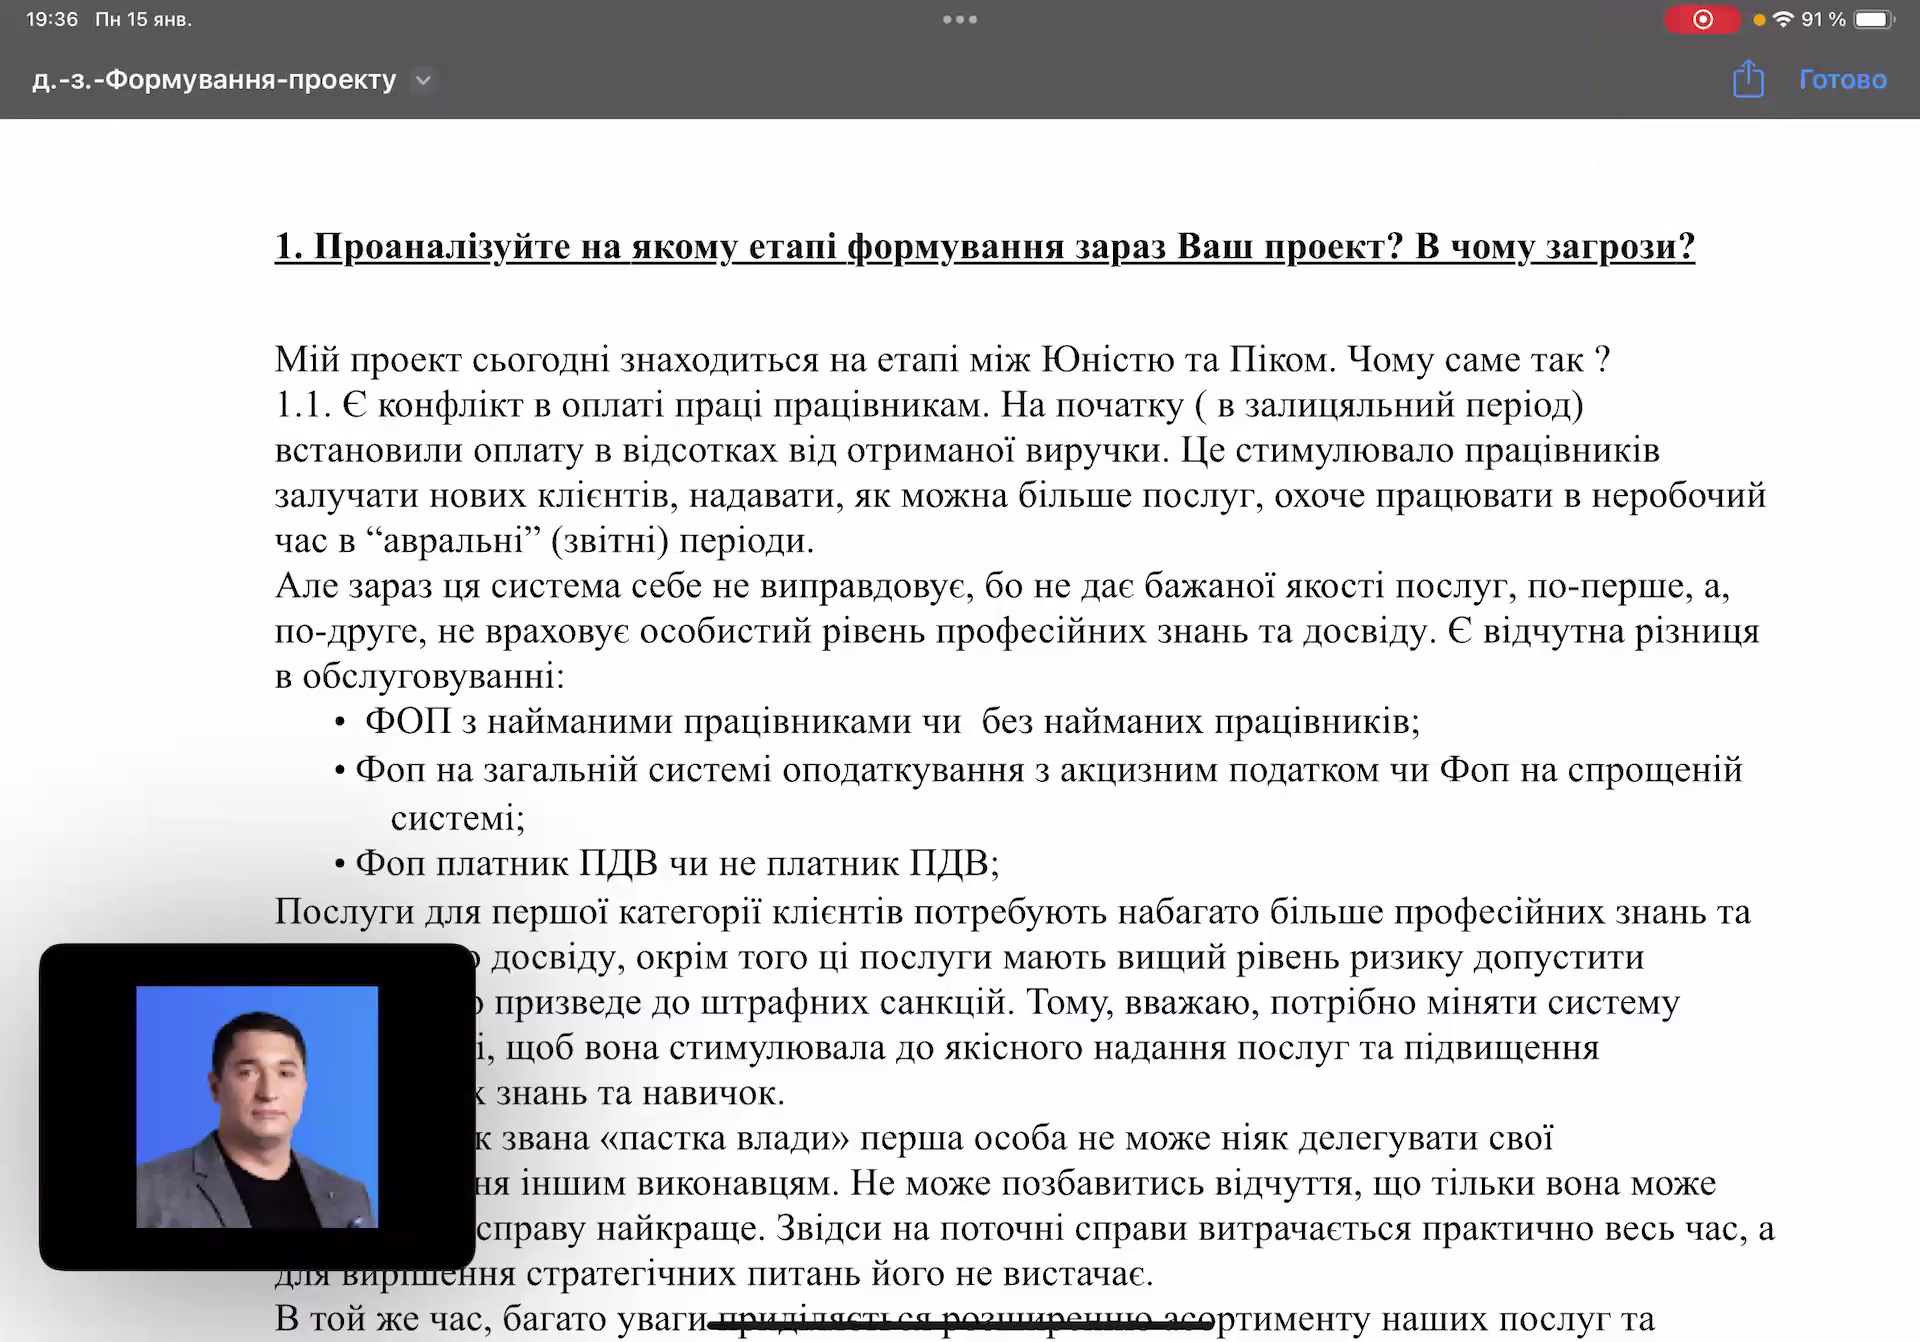 19:36 Пн 15 янв.
91 %
д.-з.-Формування-проекту
Готово
1. Проаналізуйте на якому етапі формування зараз Ваш проект? В чому загрози?
Мій проект сьогодні знаходиться на етапі між Юністю та Піком. Чому саме так ?
1.1. Є конфлікт в оплаті праці працівникам. На початку ( в залицяльний період)
встановили оплату в відсотках від отриманої виручки. Це стимулювало працівників
залучати нових клієнтів, надавати, як можна більше послуг, охоче працювати в неробочий
час в “авральні” (звітні) періоди.
Але зараз ця система себе не виправдовує, бо не дає бажаної якості послуг, по-перше, а,
по-друге, не враховує особистий рівень професійних знань та досвіду. Є відчутна різниця
в обслуговуванні:
• ФОП з найманими працівниками чи без найманих працівників;
• Фоп на загальній системі оподаткування з акцизним податком чи Фоп на спрощеній
системі;
• Фоп платник ПДВ чи не платник ПДВ;
Послуги для першої категорії клієнтів потребують набагато більше професійних знань та
досвіду, окрім того ці послуги мають вищий рівень ризику допустити
призведе до штрафних санкцій. Тому, вважаю, потрібно міняти систему
і, щоб вона стимулювала до якісного надання послуг та підвищення
х знань та навичок.
к звана «пастка влади» перша особа не може ніяк делегувати свої
ня іншим виконавцям. Не може позбавитись відчуття, що тільки вона може
справу найкраще. Звідси на поточні справи витрачається практично весь час, а
для вирішення стратегічних питань його не вистачає.
В той же час, багато уваги приділяється розширенню асортименту наших послуг та